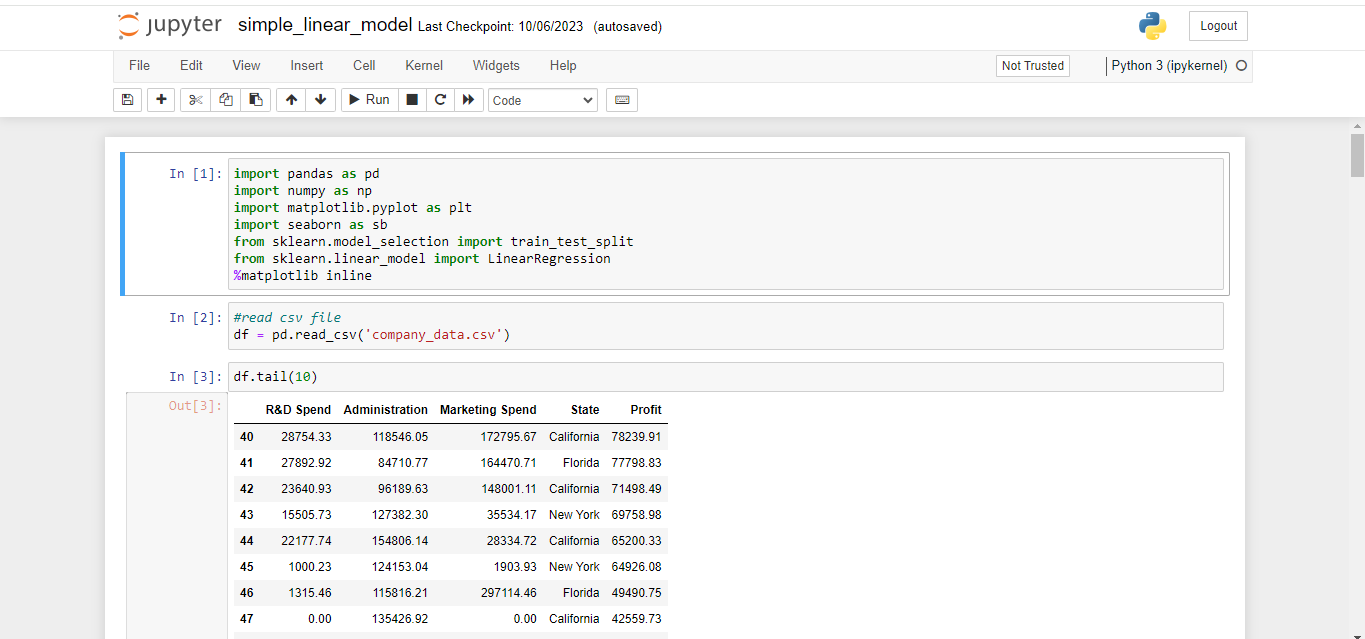 jupyter simple_linear_model Last Checkpoint: 10/06/2023 (autosaved)
Logout
File Edit View Insert Cell Kernel Widgets Help
Not Trusted
Python 3 (ipykernel)
Run
Code
In [1]:
import pandas as pd
import numpy as np
import matplotlib.pyplot as plt
import seaborn as sb
from sklearn.model_selection import train_test_split
from sklearn.linear_model import LinearRegression
%matplotlib inline
In [2]:
#read csv file
df = pd.read_csv('company_data.csv')
In [3]:
df.tail(10)
Out[3]:
R&D Spend Administration Marketing Spend State Profit
40 28754.33 118546.05 172795.67 California 78239.91
41 27892.92 84710.77 164470.71 Florida 77798.83
42 23640.93 96189.63 148001.11 California 71498.49
43 15505.73 127382.30 35534.17 New York 69758.98
44 22177.74 154806.14 28334.72 California 65200.33
45 1000.23 124153.04 1903.93 New York 64926.08
46 1315.46 115816.21 297114.46 Florida 49490.75
47 0.00 135426.92 0.00 California 42559.73